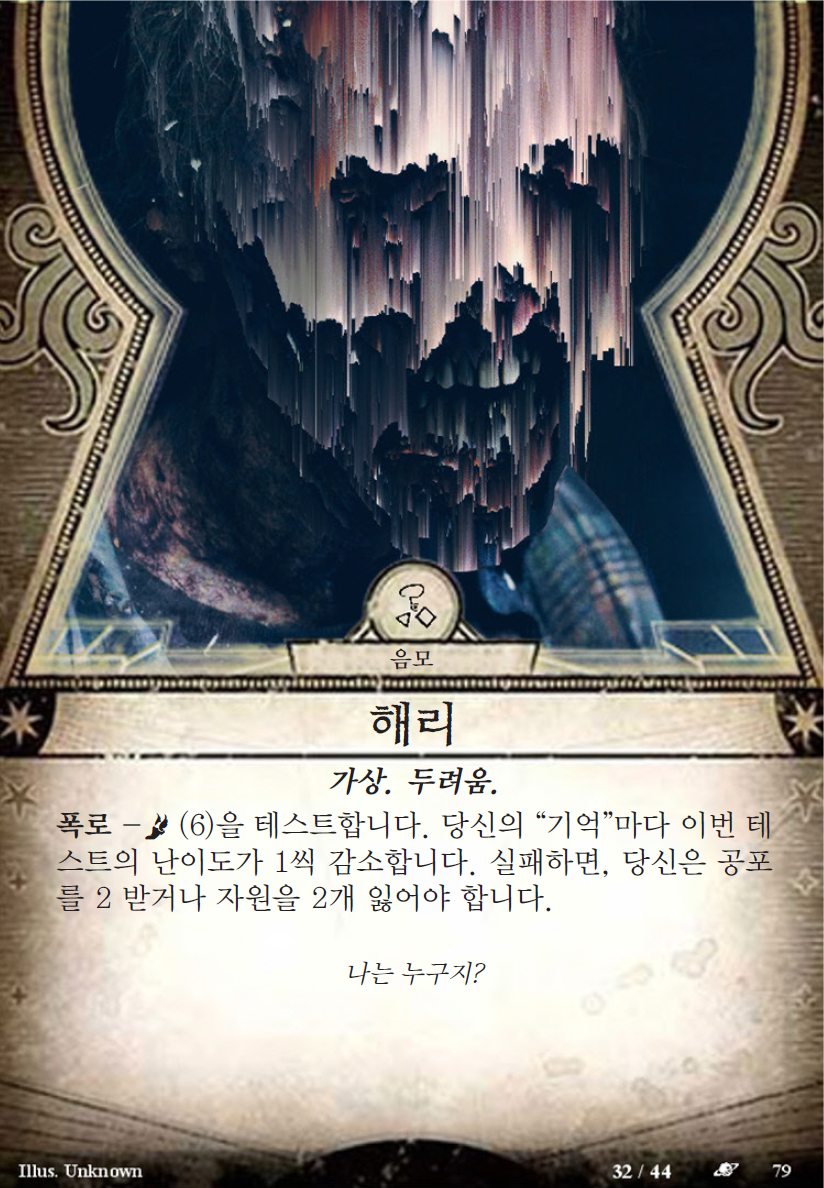 음모
해리
가상. 두려움.
폭로 – (6)을 테스트합니다. 당신의 “기억”마다 이번 테
스트의 난이도가 1씩 감소합니다. 실패하면, 당신은 공포
를 2 받거나 자원을 2개 잃어야 합니다.
나는 누구지?
Illus. Unknown
32 / 44
79